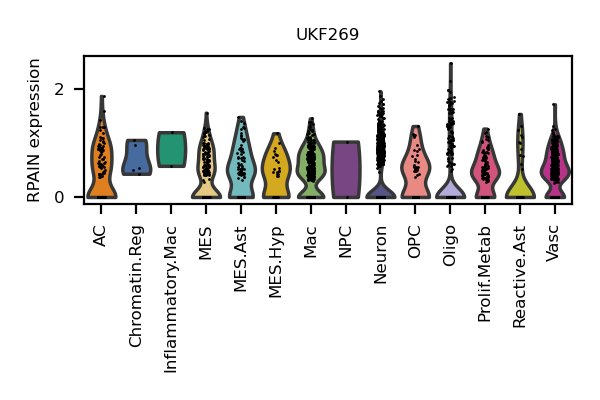 UKF269
RPAIN expression
2
0
AC
Chromatin.Reg
Inflammatory.Mac
MES
MES.Ast
MES.Hyp
Mac
NPC
Neuron
OPC
Oligo
Prolif.Metab
Reactive.Ast
Vasc